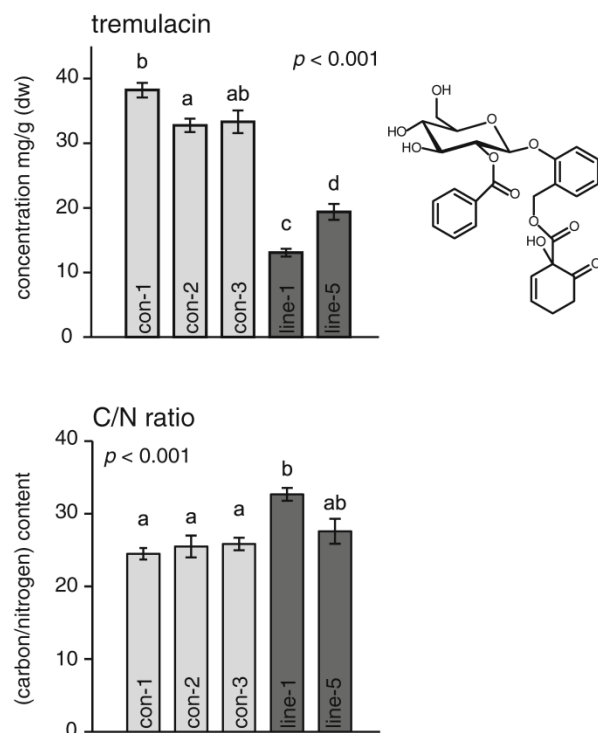 tremulacin
p < 0.001
concentration mg/g (dw)
40
30
20
10
0
b
a
ab
c
d
con-1
con-2
con-3
line-1
line-5
OH
HO
HO
O
O
O
O
O
O
HO
O
C/N ratio
p < 0.001
(carbon/nitrogen) content
40
30
20
10
0
a
a
a
b
ab
con-1
con-2
con-3
line-1
line-5